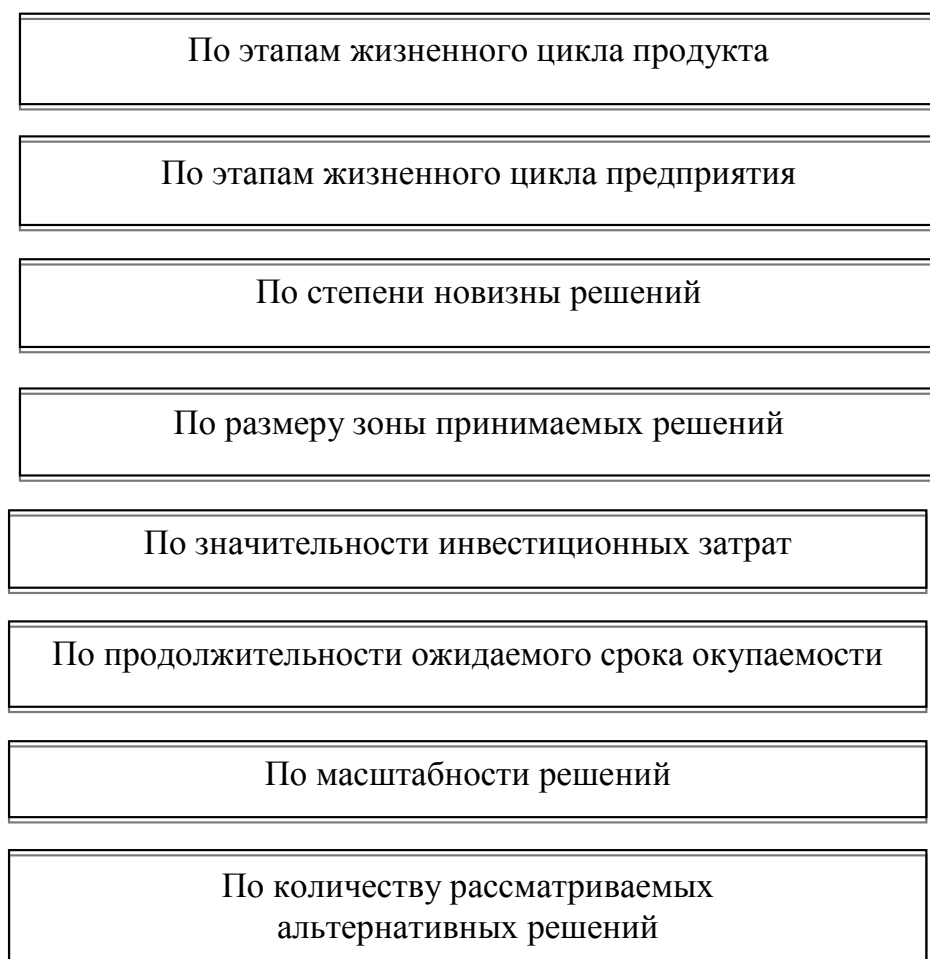 По этапам жизненного цикла продукта
По этапам жизненного цикла предприятия
По степени новизны решений
По размеру зоны принимаемых решений
По значительности инвестиционных затрат
По продолжительности ожидаемого срока окупаемости
По масштабности решений
По количеству рассматриваемых
альтернативных решений